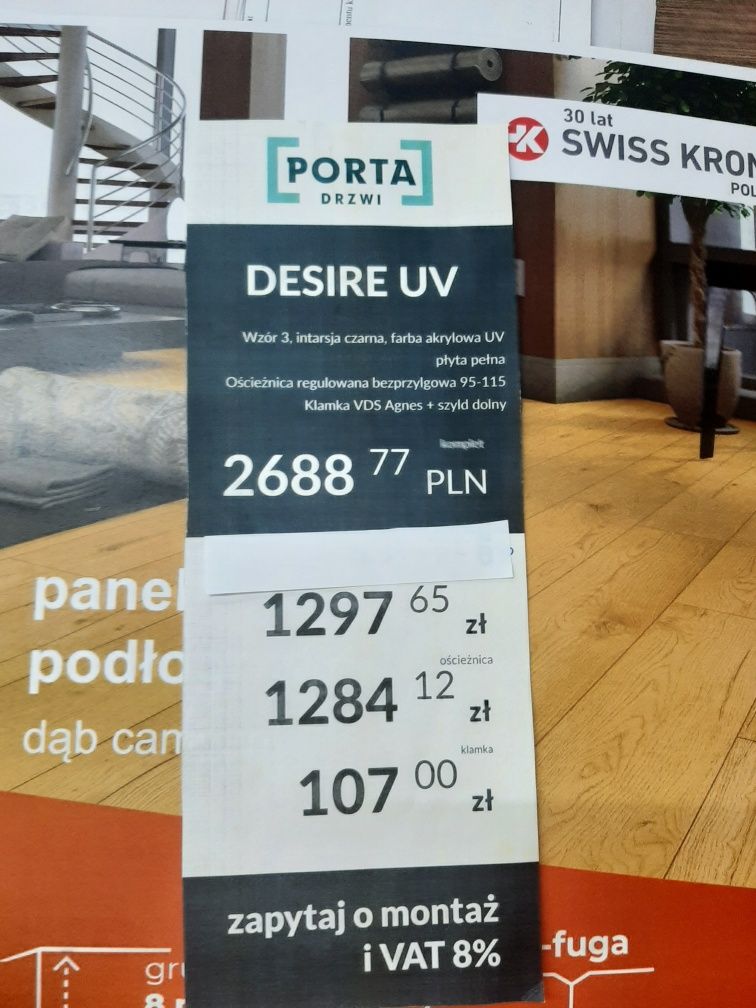 30 lat
SWISS KRON
POL
PORTA
DRZWI
DESIRE UV
Wzór 3, intarsja czarna, farba akrylowa UV
płyta pełna
Ościeżnica regulowana bezprzylgowa 95-115
Klamka VDS Agnes + szyld dolny
komplet
2688 77 PLN
1297 65 zł
ościeżnica
1284 12 zł
klamka
107 00 zł
zapytaj o montaż
i VAT 8%
panel
podło
dąb cam
-fuga
gru